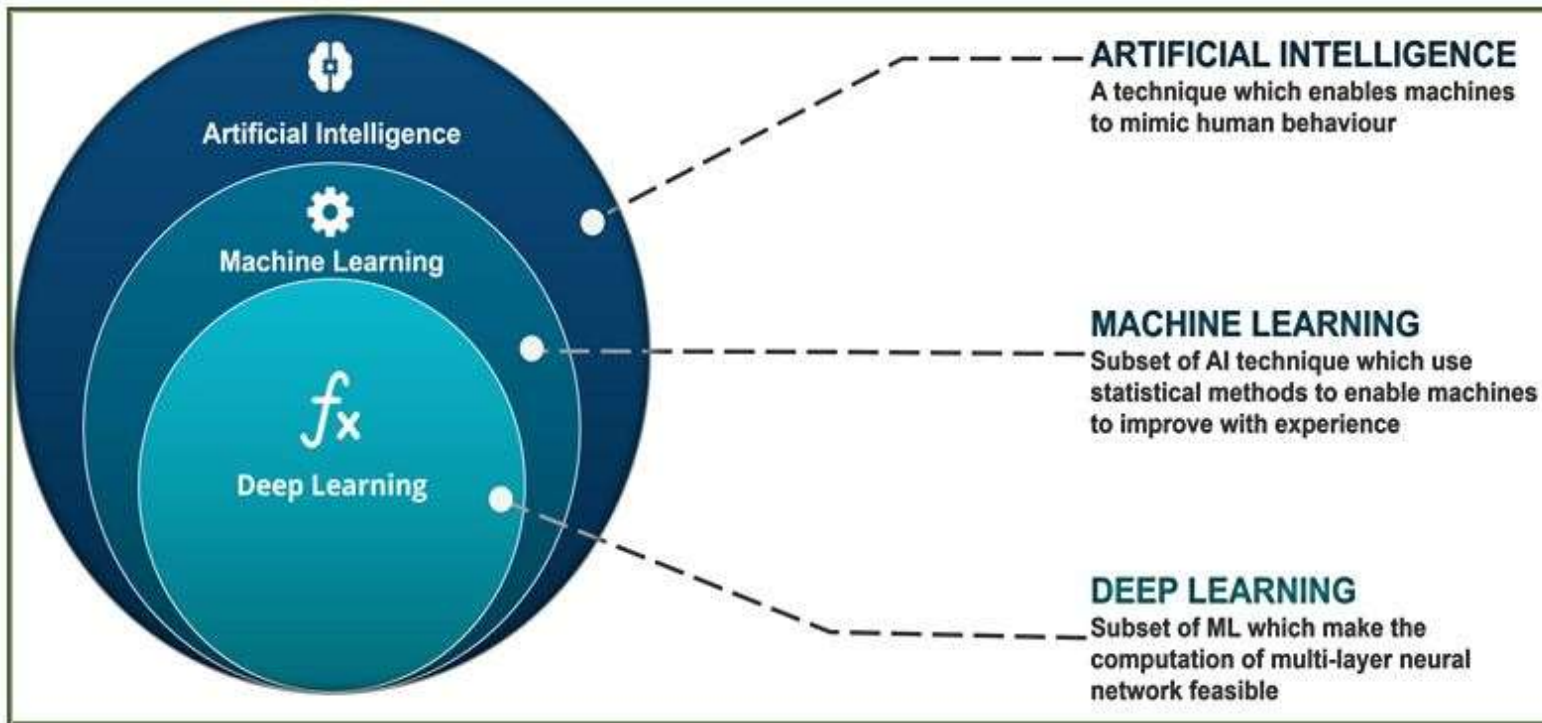 Artificial Intelligence
Machine Learning
fx
Deep Learning
ARTIFICIAL INTELLIGENCE
A technique which enables machines
to mimic human behaviour
MACHINE LEARNING
Subset of AI technique which use
statistical methods to enable machines
to improve with experience
DEEP LEARNING
Subset of ML which make the
computation of multi-layer neural
network feasible